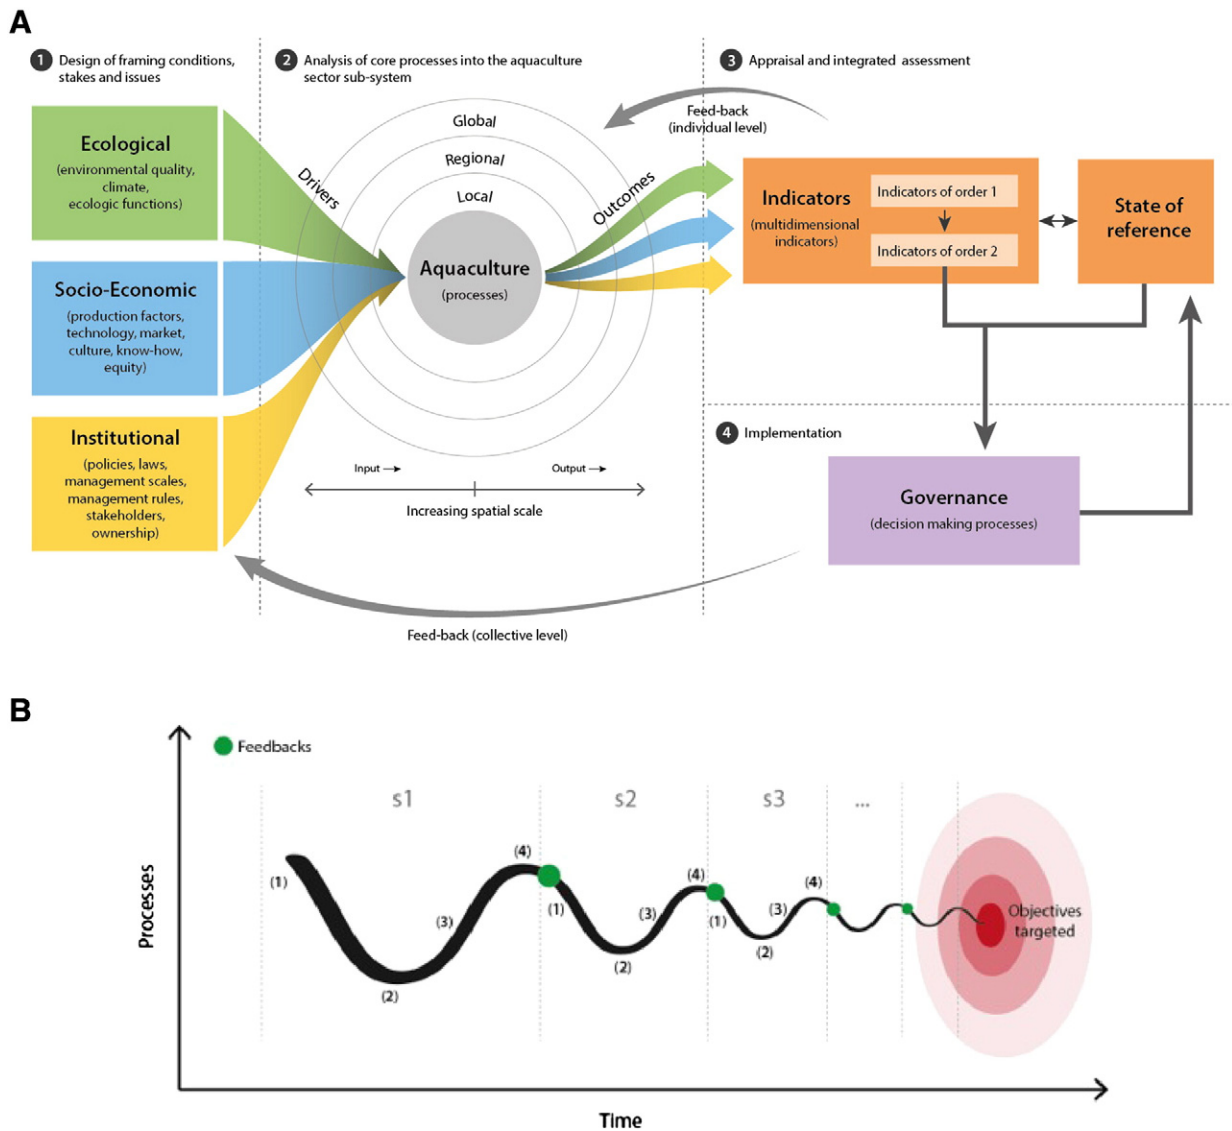 A
1 Design of framing conditions,
stakes and issues
2 Analysis of core processes into the aquaculture
sector sub-system
3 Appraisal and integrated assessment
Ecological
(environmental quality,
climate,
ecologic functions)
Socio-Economic
(production factors,
technology, market,
culture, know-how,
equity)
Institutional
(policies, laws,
management scales,
management rules,
stakeholders,
ownership)
Drivers
Global
Regional
Local
Aquaculture
(processes)
Outcomes
Input
Output
Increasing spatial scale
Feed-back
(individual level)
Indicators
(multidimensional
indicators)
Indicators of order 1
Indicators of order 2
State of
reference
4 Implementation
Governance
(decision making processes)
Feed-back (collective level)
B
Feedbacks
s1
s2
s3
...
(1)
(2)
(3)
(4)
(1)
(2)
(3)
(4)
(1)
(2)
(3)
(4)
Objectives
targeted
Processes
Time